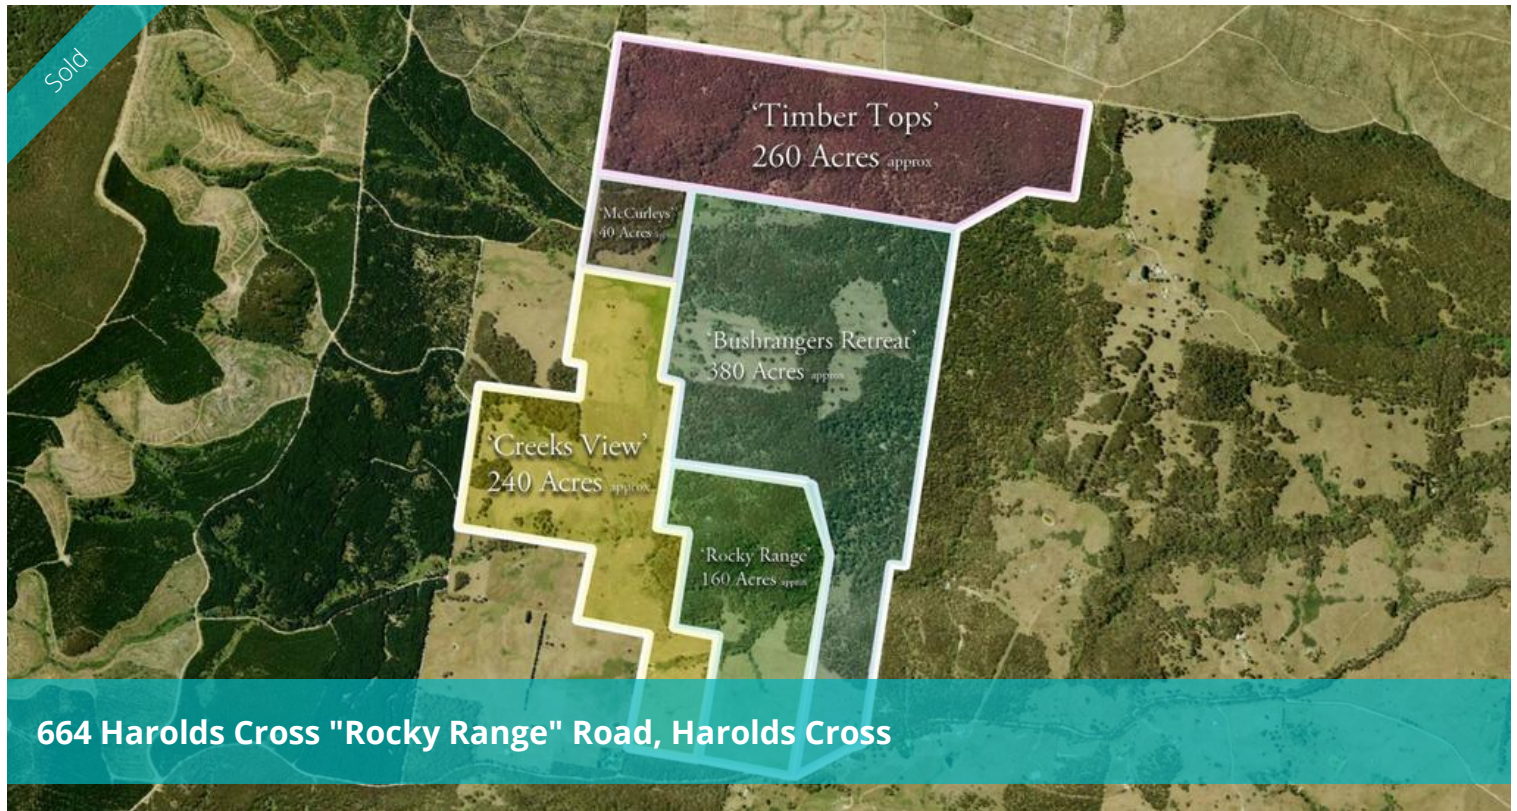 Sold
'Timber Tops'
260 Acres approx
'McCurleys'
40 Acres
'Bushrangers Retreat'
380 Acres approx
'Creeks View'
240 Acres approx
'Rocky Range'
160 Acres approx
664 Harolds Cross "Rocky Range" Road, Harolds Cross